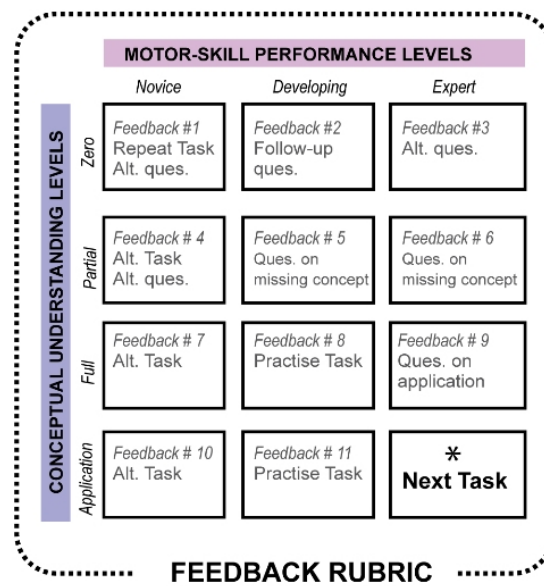 MOTOR-SKILL PERFORMANCE LEVELS
Novice
Developing
Expert
CONCEPTUAL UNDERSTANDING LEVELS
Zero
Feedback #1
Repeat Task
Alt. ques.
Feedback #2
Follow-up
ques.
Feedback #3
Alt. ques.
Partial
Feedback # 4
Alt. Task
Alt. ques.
Feedback # 5
Ques. on
missing concept
Feedback # 6
Ques. on
missing concept
Full
Feedback # 7
Alt. Task
Feedback # 8
Practise Task
Feedback # 9
Ques. on
application
Application
Feedback # 10
Alt. Task
Feedback # 11
Practise Task
*
Next Task
FEEDBACK RUBRIC